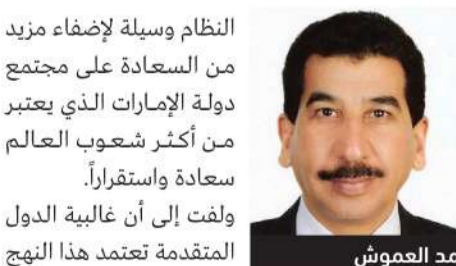 النظام وسيلة لإضفاء مزيد
من السعادة على مجتمع
دولة الإمارات الذي يعتبر
من أكثر شعوب العالم
سعادة واستقراراً.
ولفت إلى أن غالبية الدول
المتقدمة تعتمد هذا النهج
العموش